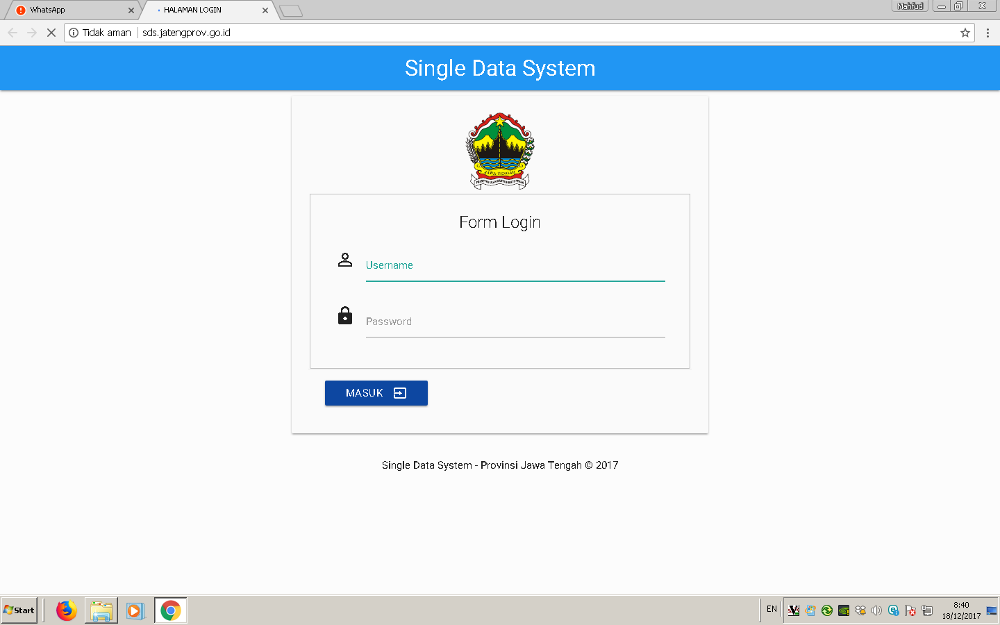 WhatsApp
HALAMAN LOGIN
Mahfud
Tidak aman
sds.jatengprov.go.id
Single Data System
JAWA-TENGAH
Form Login
Username
Password
MASUK
Single Data System - Provinsi Jawa Tengah © 2017
Start
EN
8:40
18/12/2017